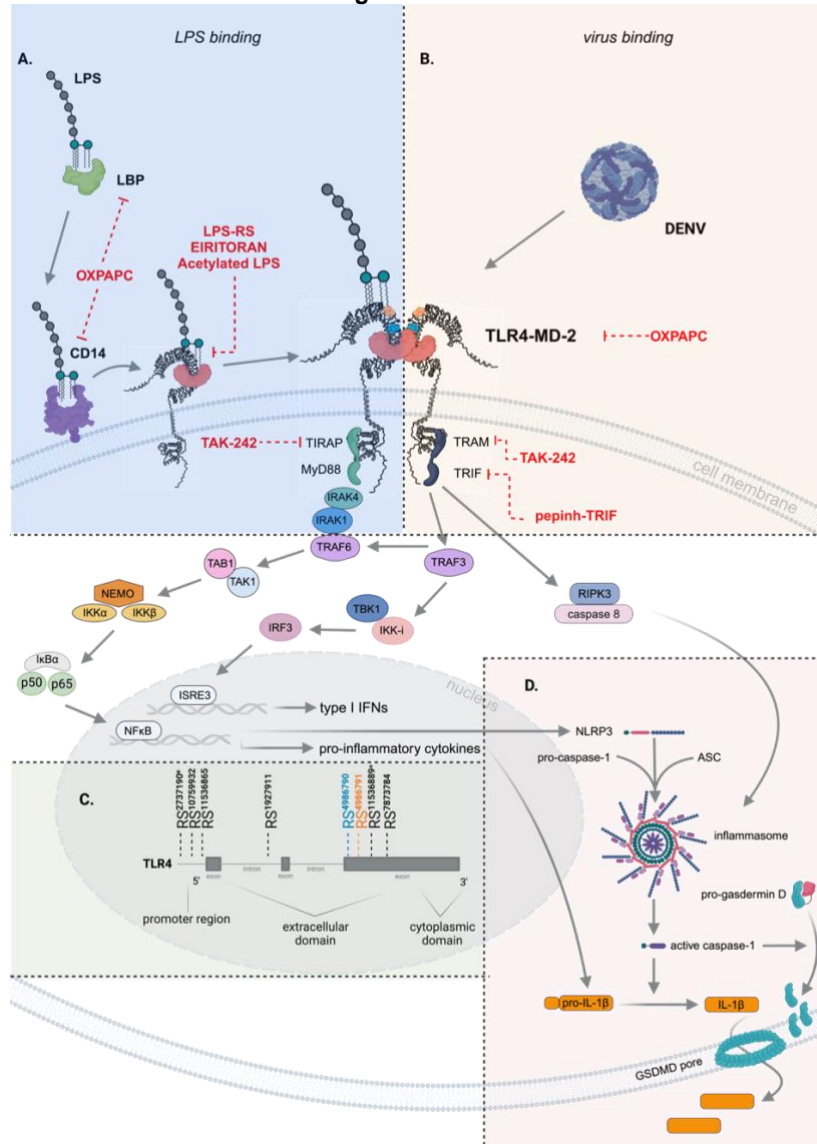 LPS binding
virus binding
A.
B.
LPS
LBP
DENV
LPS-RS
EIRITORAN
Acetylated LPS
OXPAPC
CD14
TLR4-MD-2
OXPAPC
TAK-242
TIRAP
MyD88
TRAM
TRIF
TAK-242
pepinh-TRIF
cell membrane
IRAK4
IRAK1
TRAF6
TRAF3
TAB1
TAK1
NEMO
IKKα
IKKβ
TBK1
IKK-i
IRF3
RIPK3
caspase 8
IκBα
p50
p65
ISRE3
type I IFNs
nucleus
NFκB
pro-inflammatory cytokines
D.
NLRP3
pro-caspase-1
ASC
inflammasome
pro-gasdermin D
active caspase-1
pro-IL-1β
IL-1β
GSDMD pore
C.
RS2737190*
RS10759932
RS11536865
RS1927911
RS4986790
RS4986791
RS11536889*
RS7873784
TLR4
exon
intron
exon
intron
exon
5'
3'
promoter region
extracellular
domain
cytoplasmic
domain